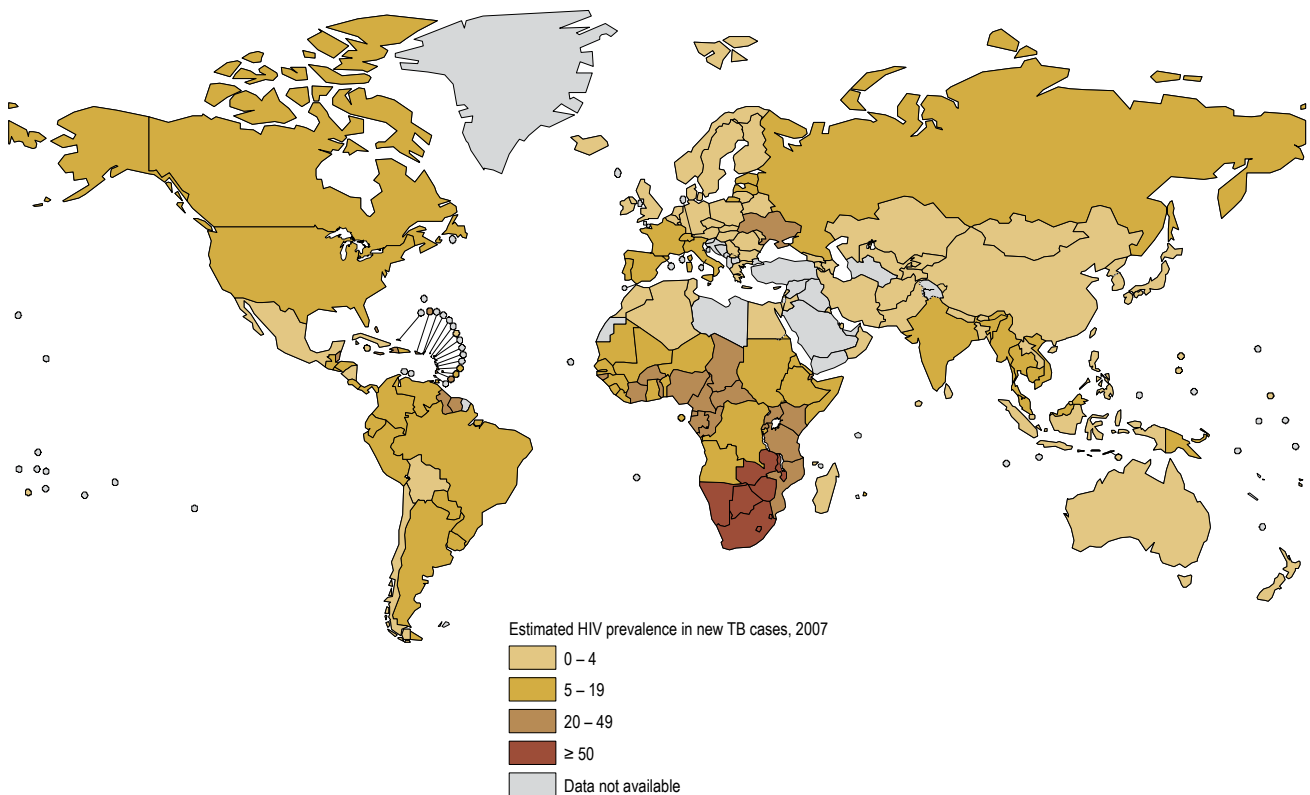 Estimated HIV prevalence in new TB cases, 2007
0 – 4
5 – 19
20 – 49
≥ 50
Data not available